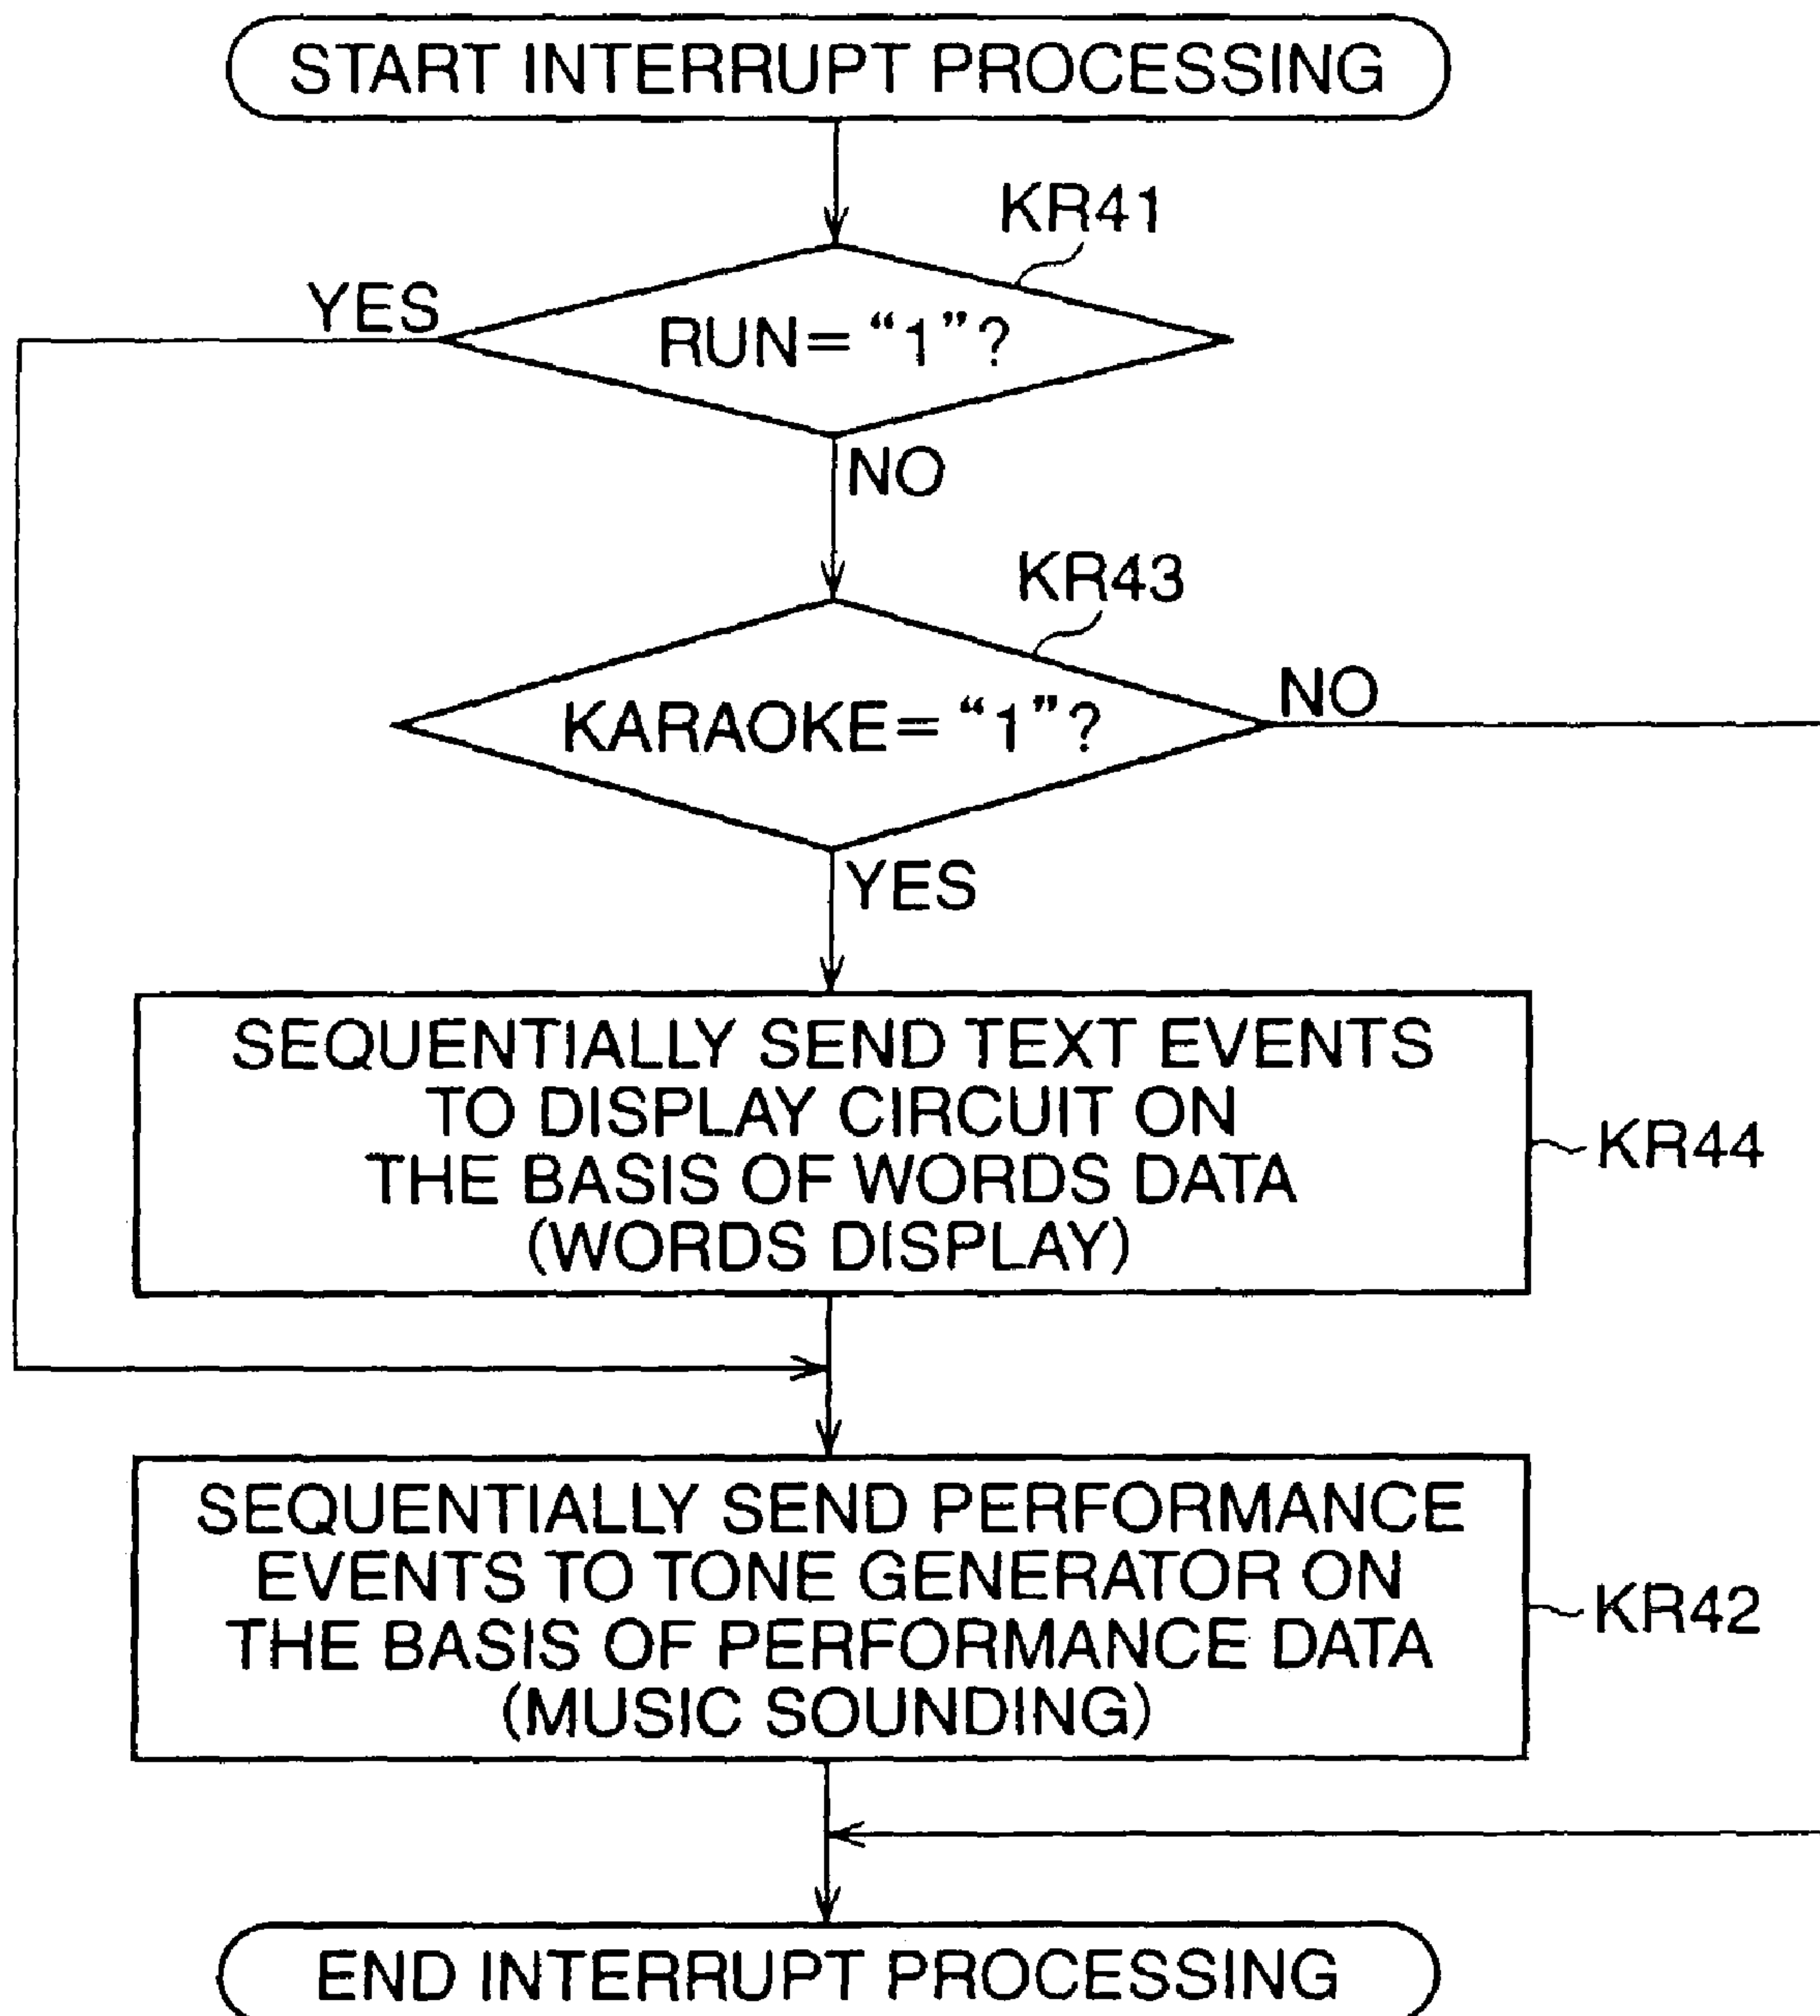 START INTERRUPT PROCESSING
KR41
YES
RUN= “1”?
NO
KR43
NO
KARAOKE= “1”?
YES
SEQUENTIALLY SEND TEXT EVENTS
TO DISPLAY CIRCUIT ON
THE BASIS OF WORDS DATA
(WORDS DISPLAY)
KR44
SEQUENTIALLY SEND PERFORMANCE
EVENTS TO TONE GENERATOR ON
THE BASIS OF PERFORMANCE DATA
(MUSIC SOUNDING)
KR42
END INTERRUPT PROCESSING